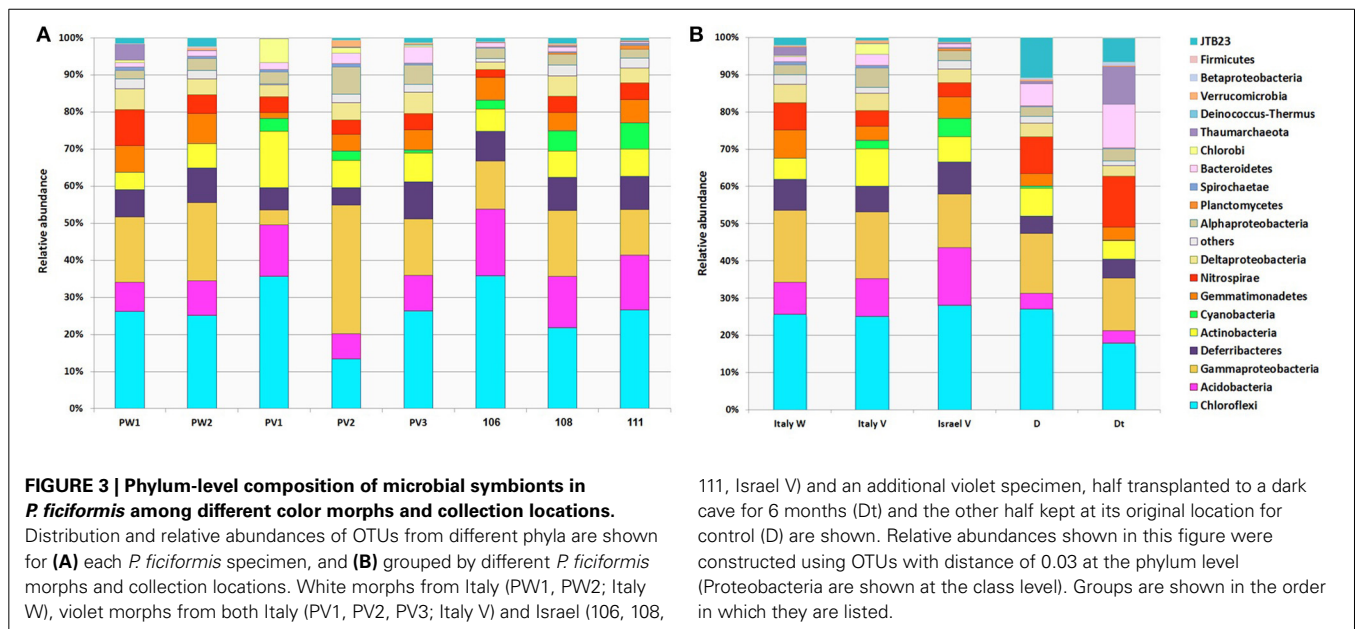 A
100%
90%
80%
70%
60%
50%
40%
30%
20%
10%
0%
Relative abundance
PW1 PW2 PV1 PV2 PV3 106 108 111
B
100%
90%
80%
70%
60%
50%
40%
30%
20%
10%
0%
Relative abundance
Italy W Italy V Israel V D Dt
JTB23
Firmicutes
Betaproteobacteria
Verrucomicrobia
Deinococcus-Thermus
Thaumarchaeota
Chlorobi
Bacteroidetes
Spirochaetae
Planctomycetes
Alphaproteobacteria
others
Deltaproteobacteria
Nitrospirae
Gemmatimonadetes
Cyanobacteria
Actinobacteria
Deferribacteres
Gammaproteobacteria
Acidobacteria
Chloroflexi
FIGURE 3 | Phylum-level composition of microbial symbionts in
P. ficiformis among different color morphs and collection locations.
Distribution and relative abundances of OTUs from different phyla are shown
for (A) each P. ficiformis specimen, and (B) grouped by different P. ficiformis
morphs and collection locations. White morphs from Italy (PW1, PW2; Italy
W), violet morphs from both Italy (PV1, PV2, PV3; Italy V) and Israel (106, 108,
111, Israel V) and an additional violet specimen, half transplanted to a dark
cave for 6 months (Dt) and the other half kept at its original location for
control (D) are shown. Relative abundances shown in this figure were
constructed using OTUs with distance of 0.03 at the phylum level
(Proteobacteria are shown at the class level). Groups are shown in the order
in which they are listed.